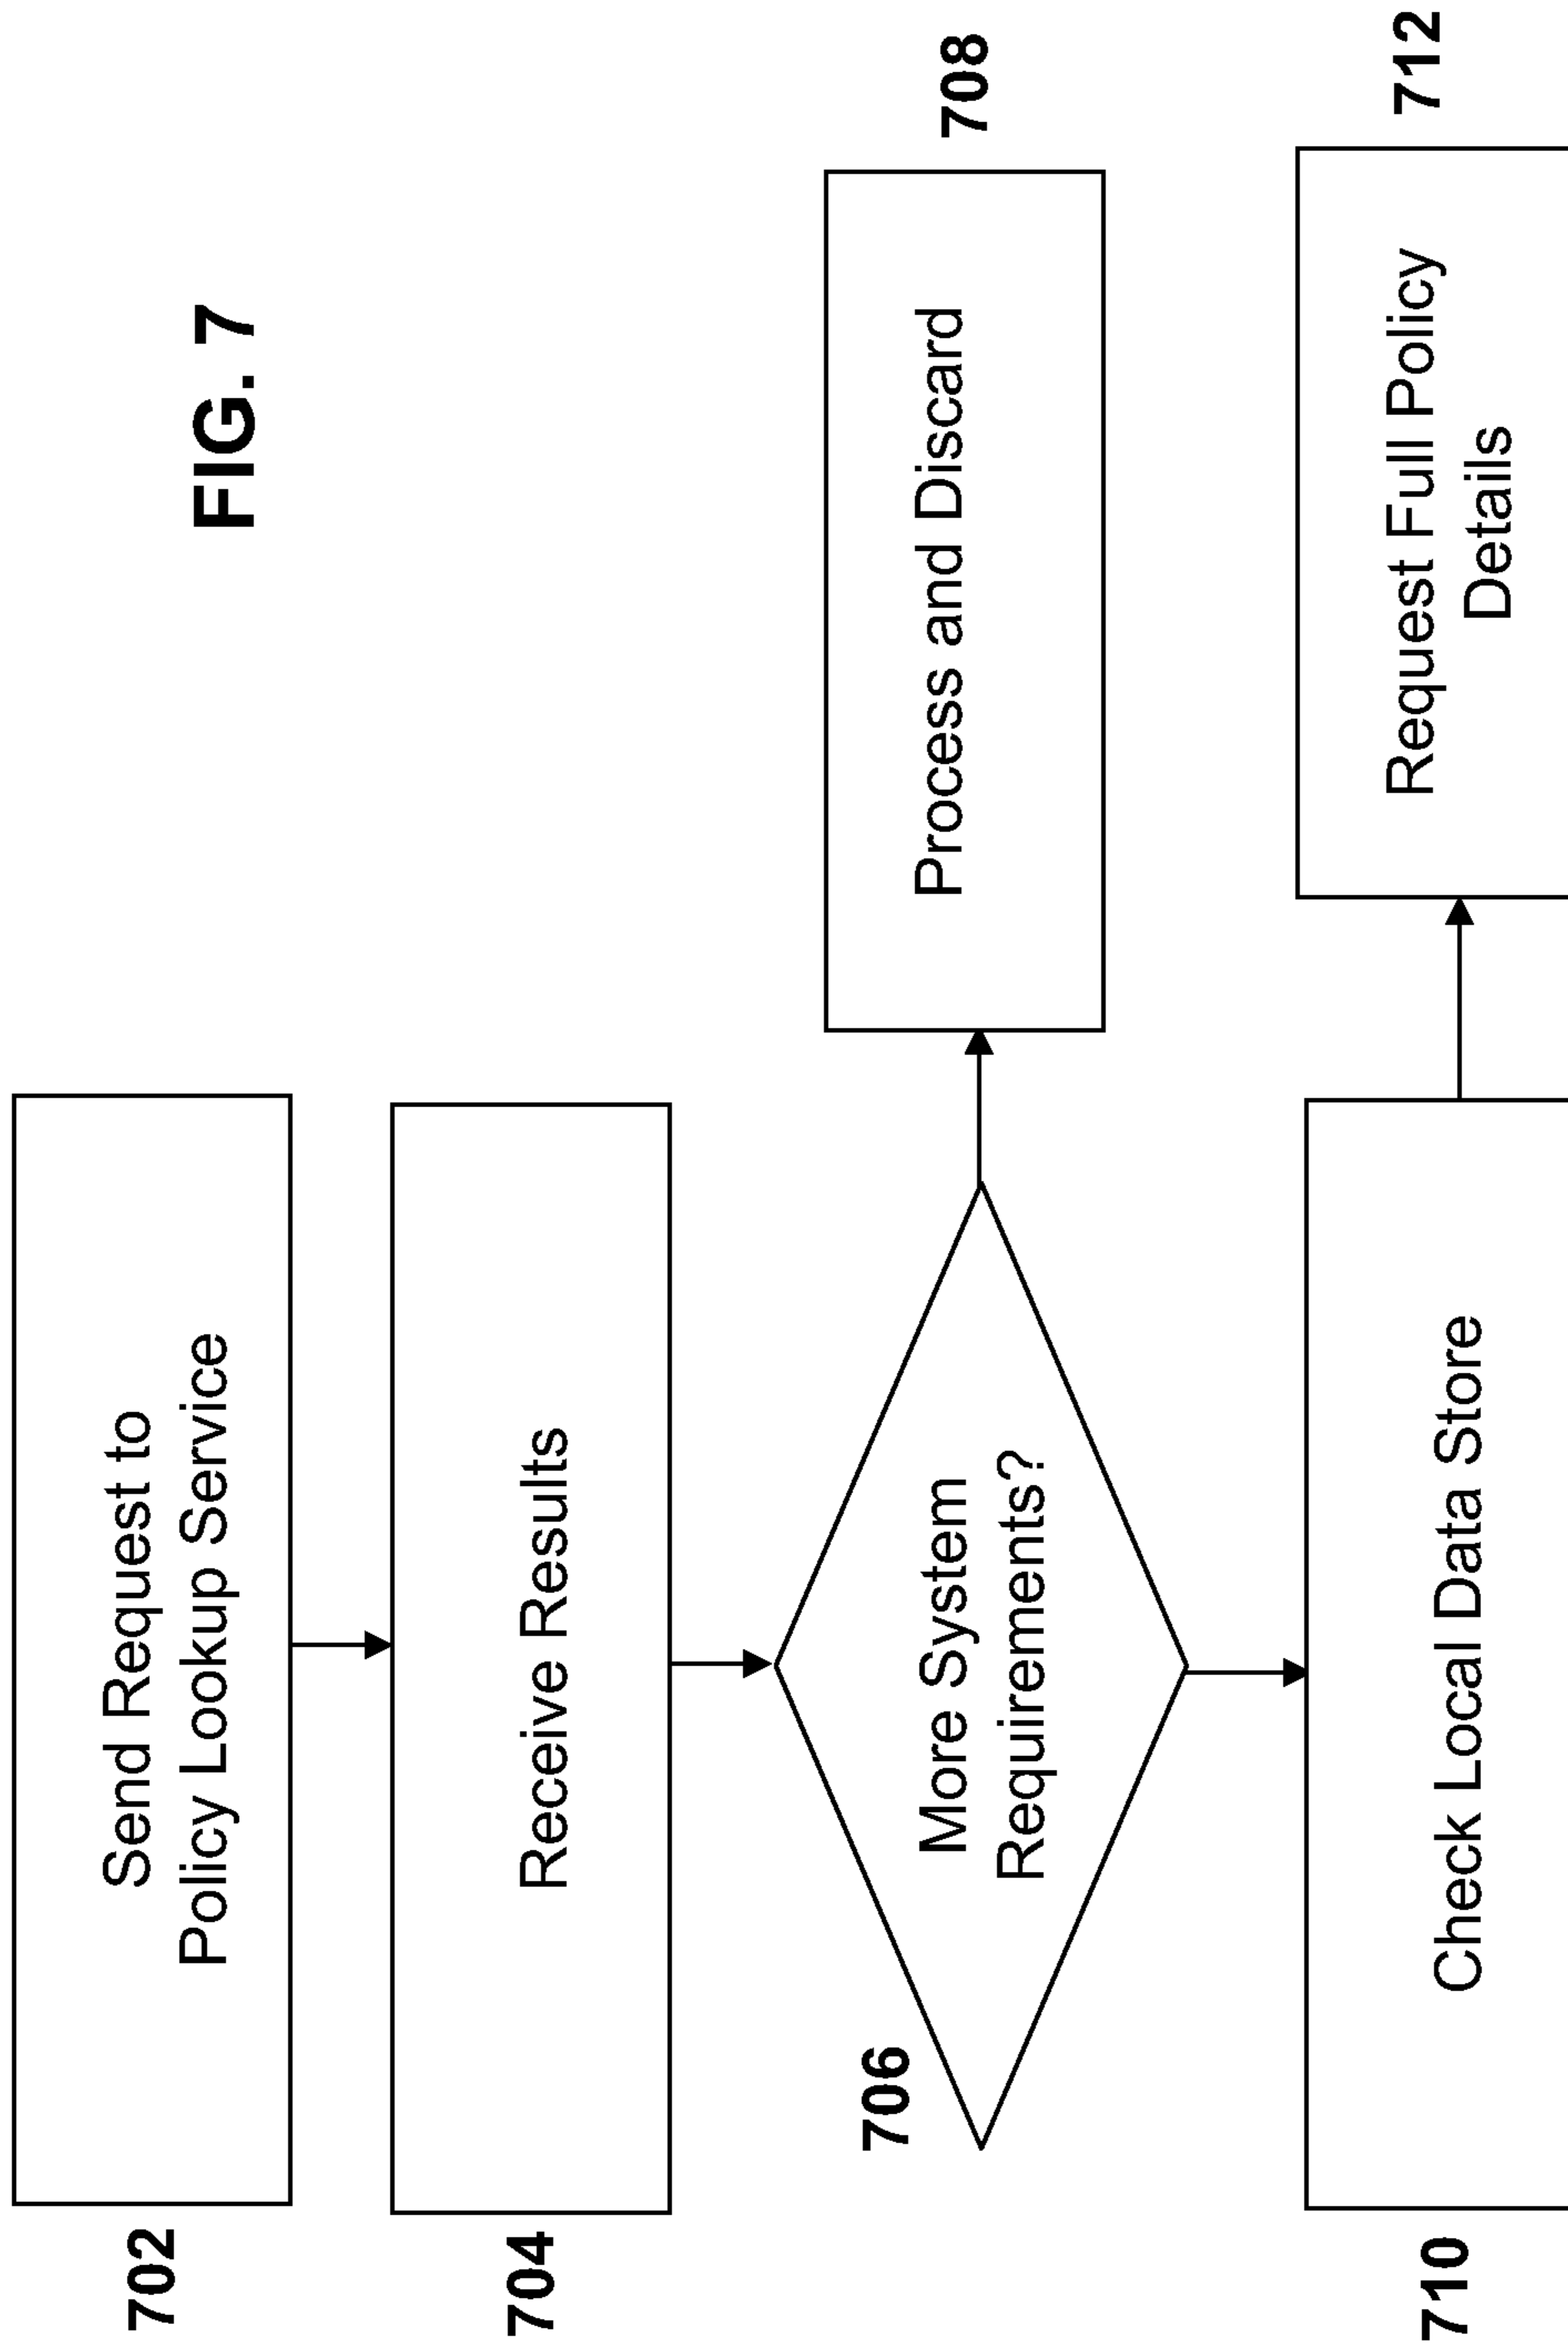 FIG. 7
702
Send Request to
Policy Lookup Service
704
Receive Results
706
More System
Requirements?
708
Process and Discard
710
Check Local Data Store
712
Request Full Policy
Details